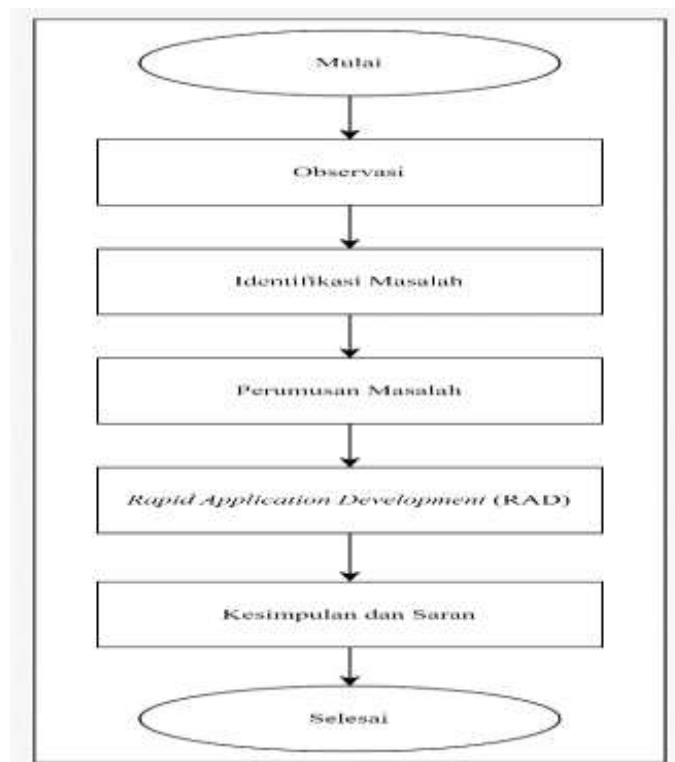 Mulai
Observasi
Identifikasi Masalah
Perumusan Masalah
Rapid Application Development (RAD)
Kesimpulan dan Saran
Selesai